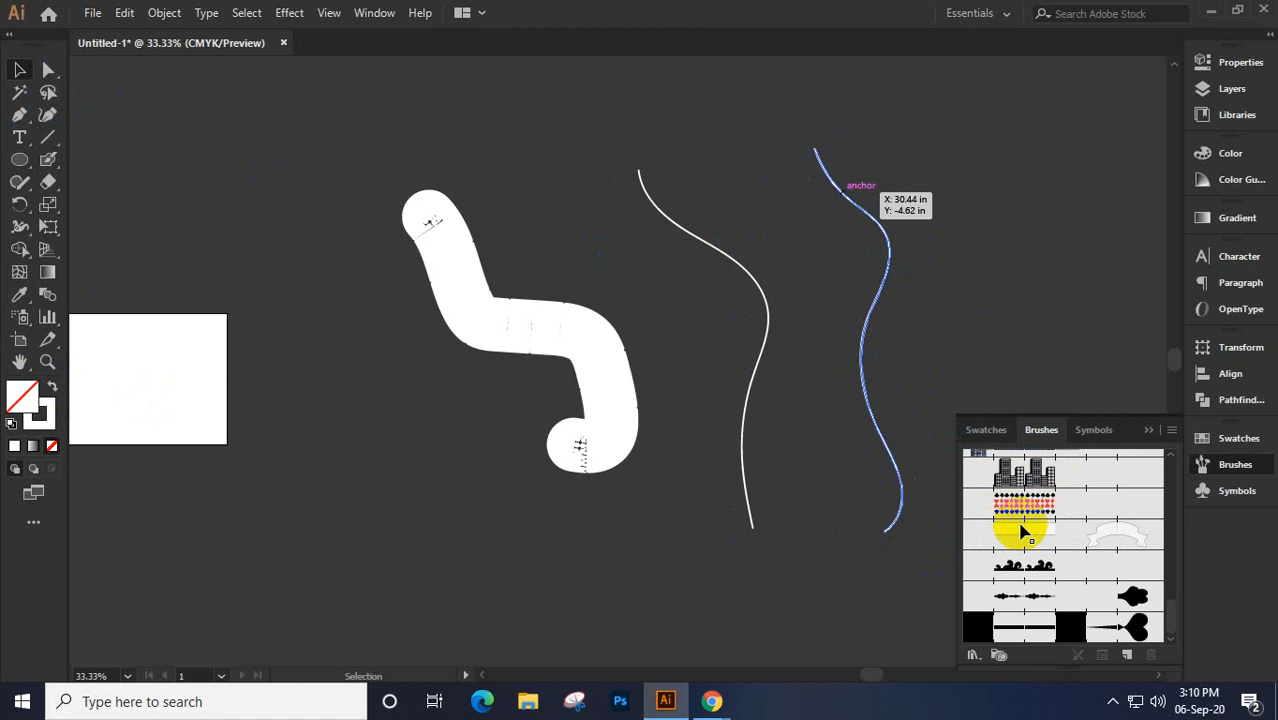 Ai
File Edit Object Type Select Effect View Window Help
Essentials
Search Adobe Stock
Untitled-1* @ 33.33% (CMYK/Preview)
Properties
Layers
Libraries
Color
Color Gu...
Gradient
Character
Paragraph
OpenType
Transform
Align
Pathfind...
Swatches
Brushes
Symbols
anchor
X: 30.44 in
Y: -4.62 in
Swatches Brushes Symbols
33.33%
1
Selection
Type here to search
Ps
Ai
3:10 PM
06-Sep-20
2